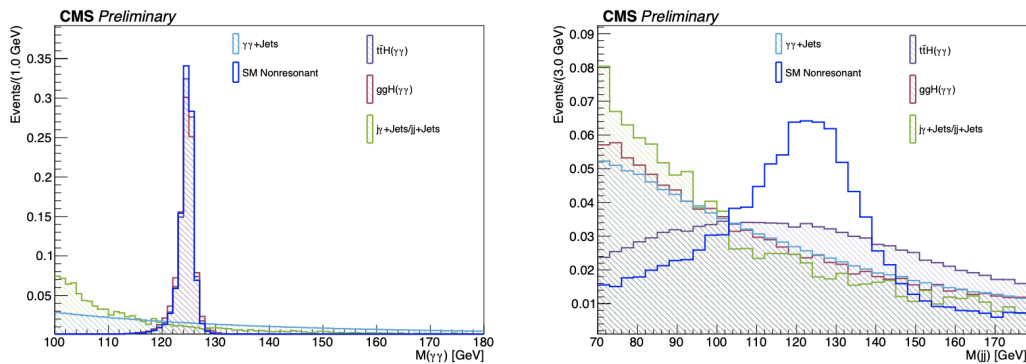 CMS Preliminary
Events/(1.0 GeV)
0.35
0.3
0.25
0.2
0.15
0.1
0.05
γγ+Jets
SM Nonresonant
tt̄H(γγ)
ggH(γγ)
jγ+Jets/jj+Jets
100 110 120 130 140 150 160 170 180
M(γγ) [GeV]
CMS Preliminary
Events/(3.0 GeV)
0.09
0.08
0.07
0.06
0.05
0.04
0.03
0.02
0.01
γγ+Jets
SM Nonresonant
tt̄H(γγ)
ggH(γγ)
jγ+Jets/jj+Jets
70 80 90 100 110 120 130 140 150 160 170
M(jj) [GeV]